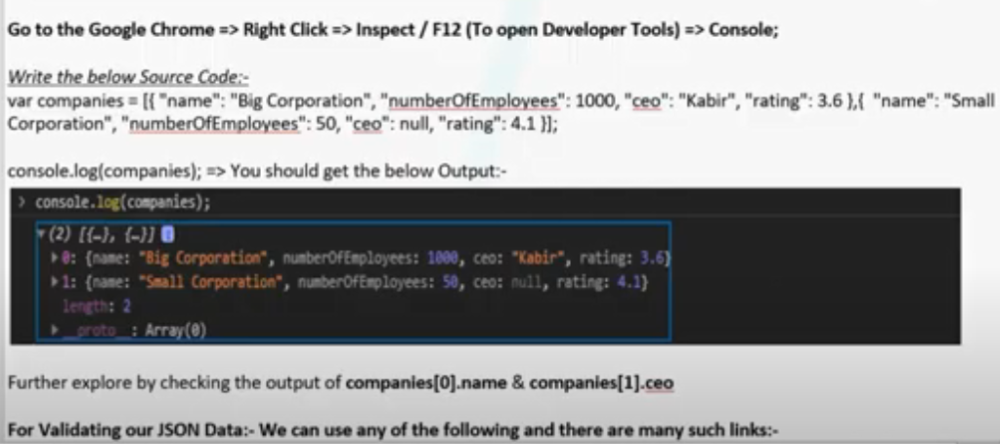 Go to the Google Chrome => Right Click => Inspect / F12 (To open Developer Tools) => Console;
Write the below Source Code:-
var companies = [{ "name": "Big Corporation", "numberOfEmployees": 1000, "ceo": "Kabir", "rating": 3.6 },{ "name": "Small
Corporation", "numberOfEmployees": 50, "ceo": null, "rating": 4.1 }];
console.log(companies); => You should get the below Output:-
> console.log(companies);
▼(2) [{…}, {…}] i
▶0: {name: "Big Corporation", numberOfEmployees: 1000, ceo: "Kabir", rating: 3.6}
▶1: {name: "Small Corporation", numberOfEmployees: 50, ceo: null, rating: 4.1}
length: 2
▶__proto__: Array(0)
Further explore by checking the output of companies[0].name & companies[1].ceo
For Validating our JSON Data:- We can use any of the following and there are many such links:-